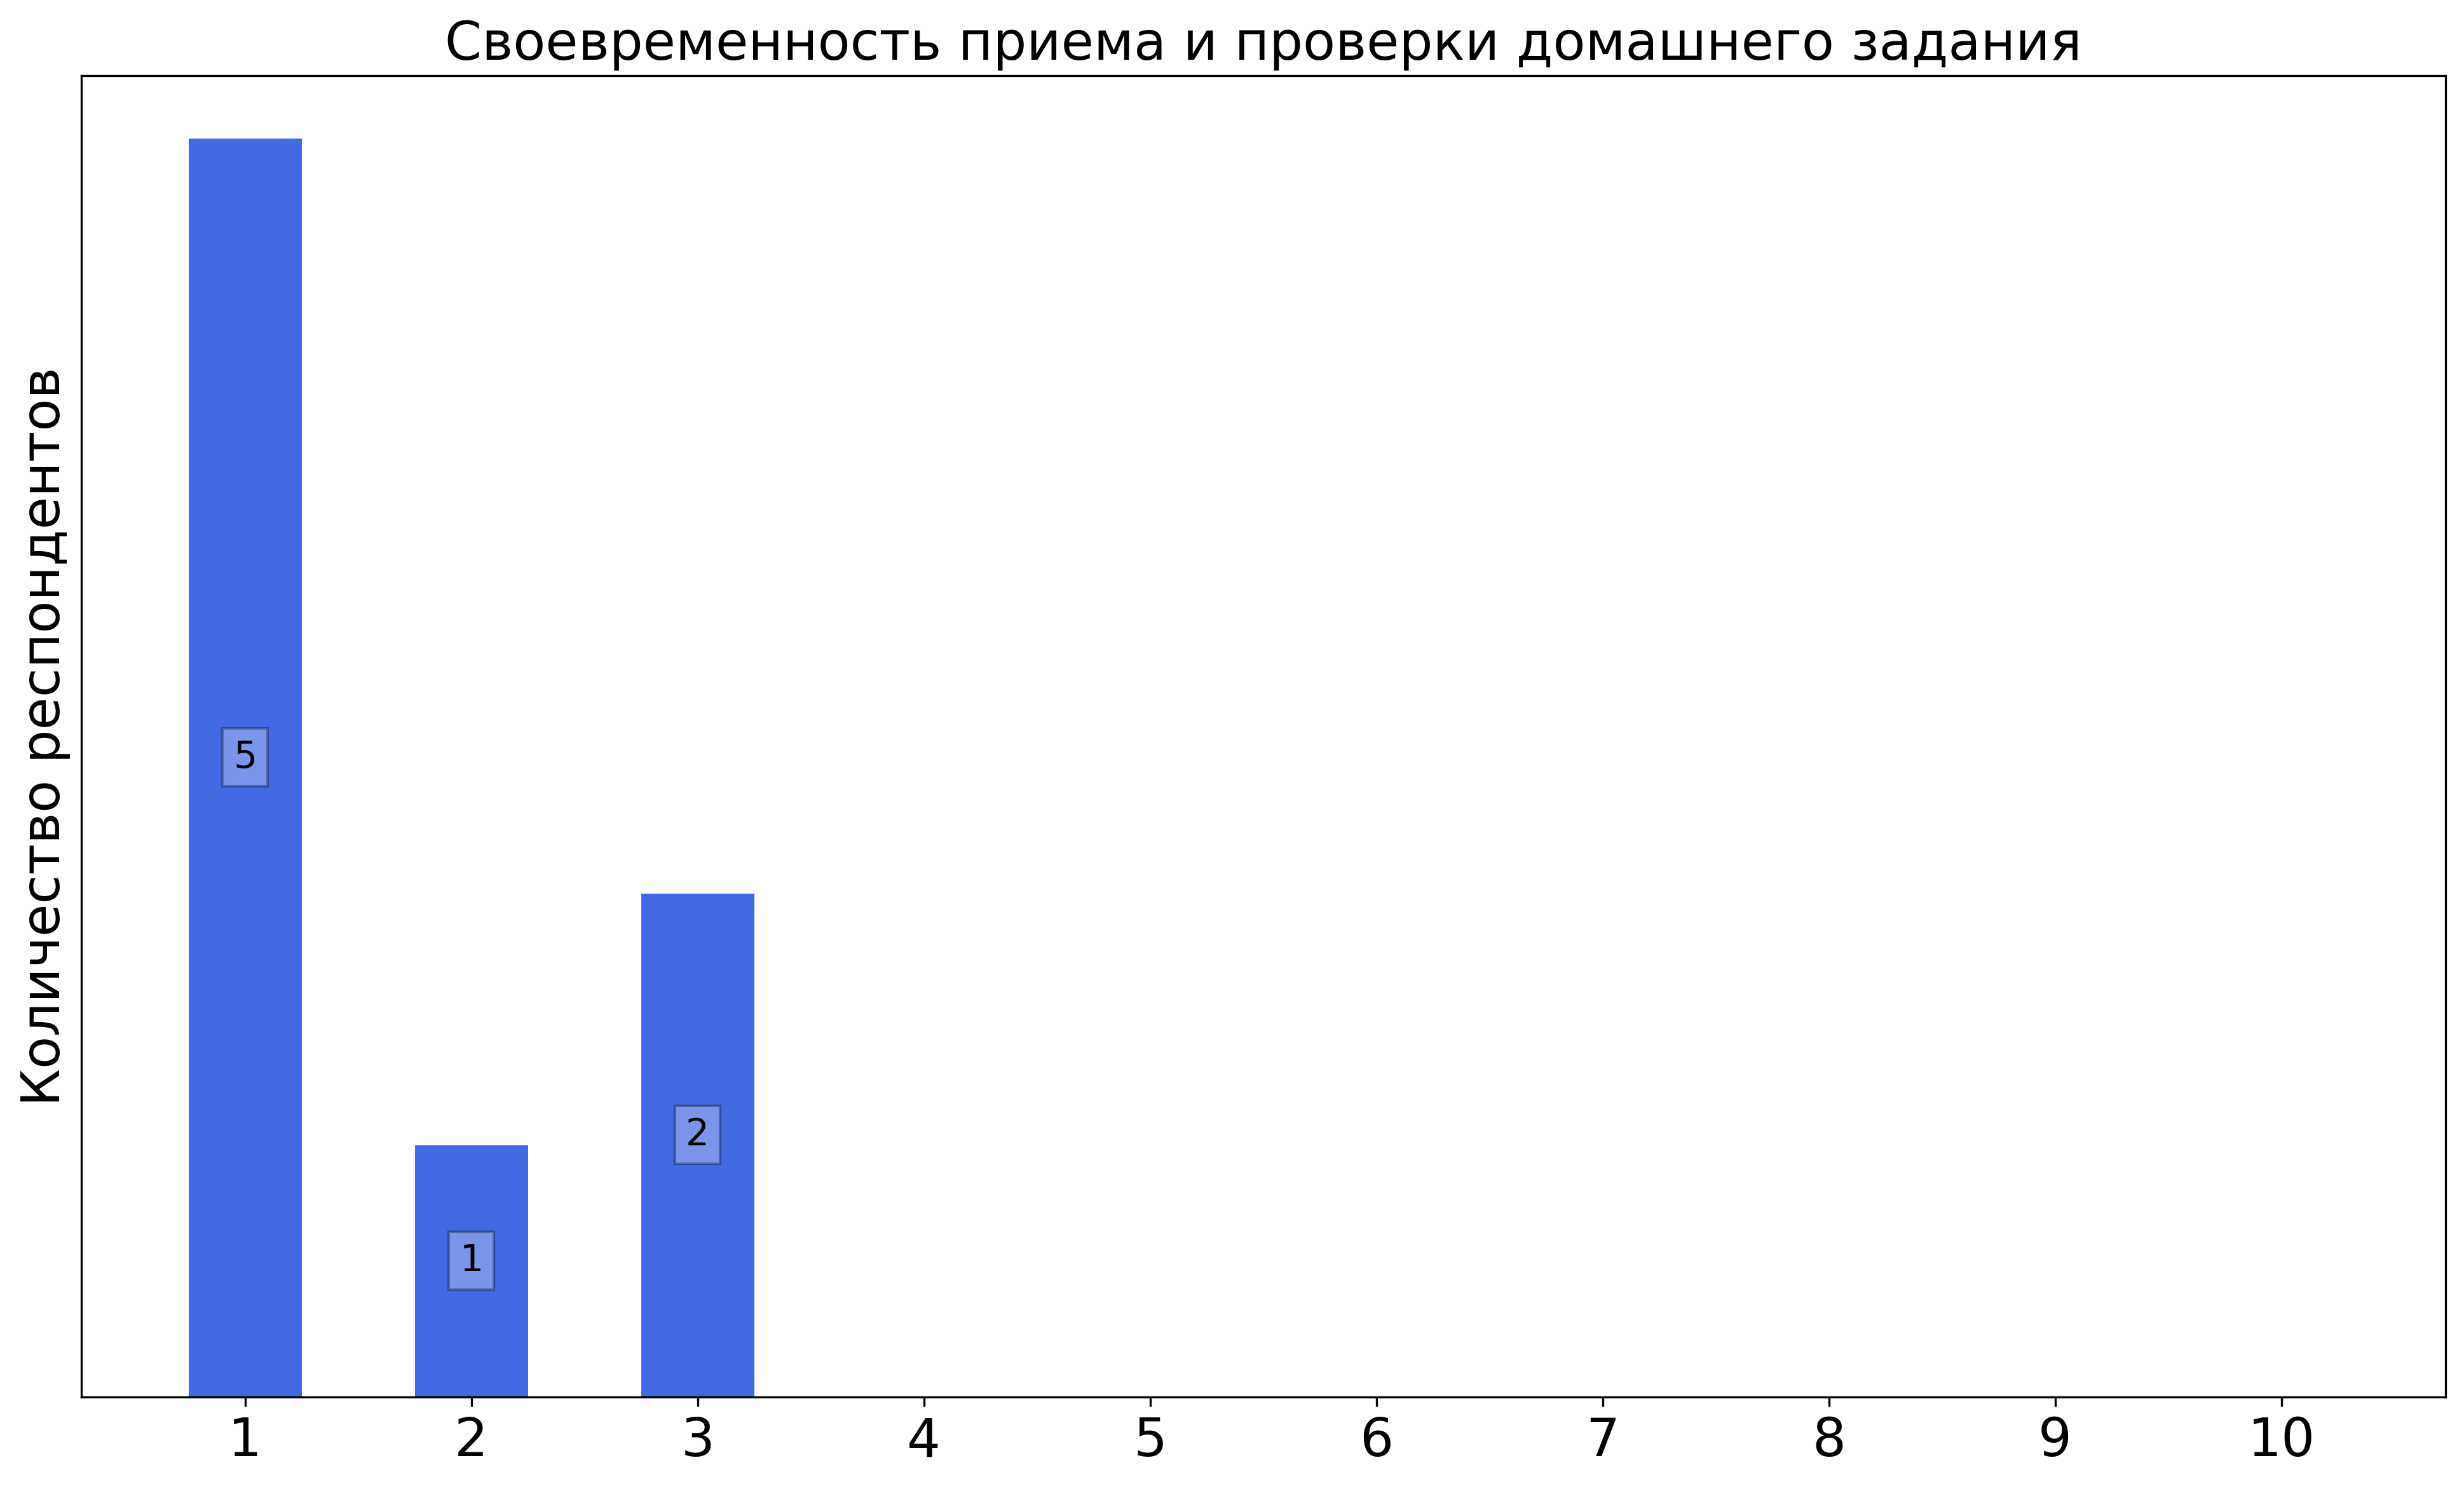 Своевременность приема и проверки домашнего задания
Количество респондентов
5
1
2
1 2 3 4 5 6 7 8 9 10